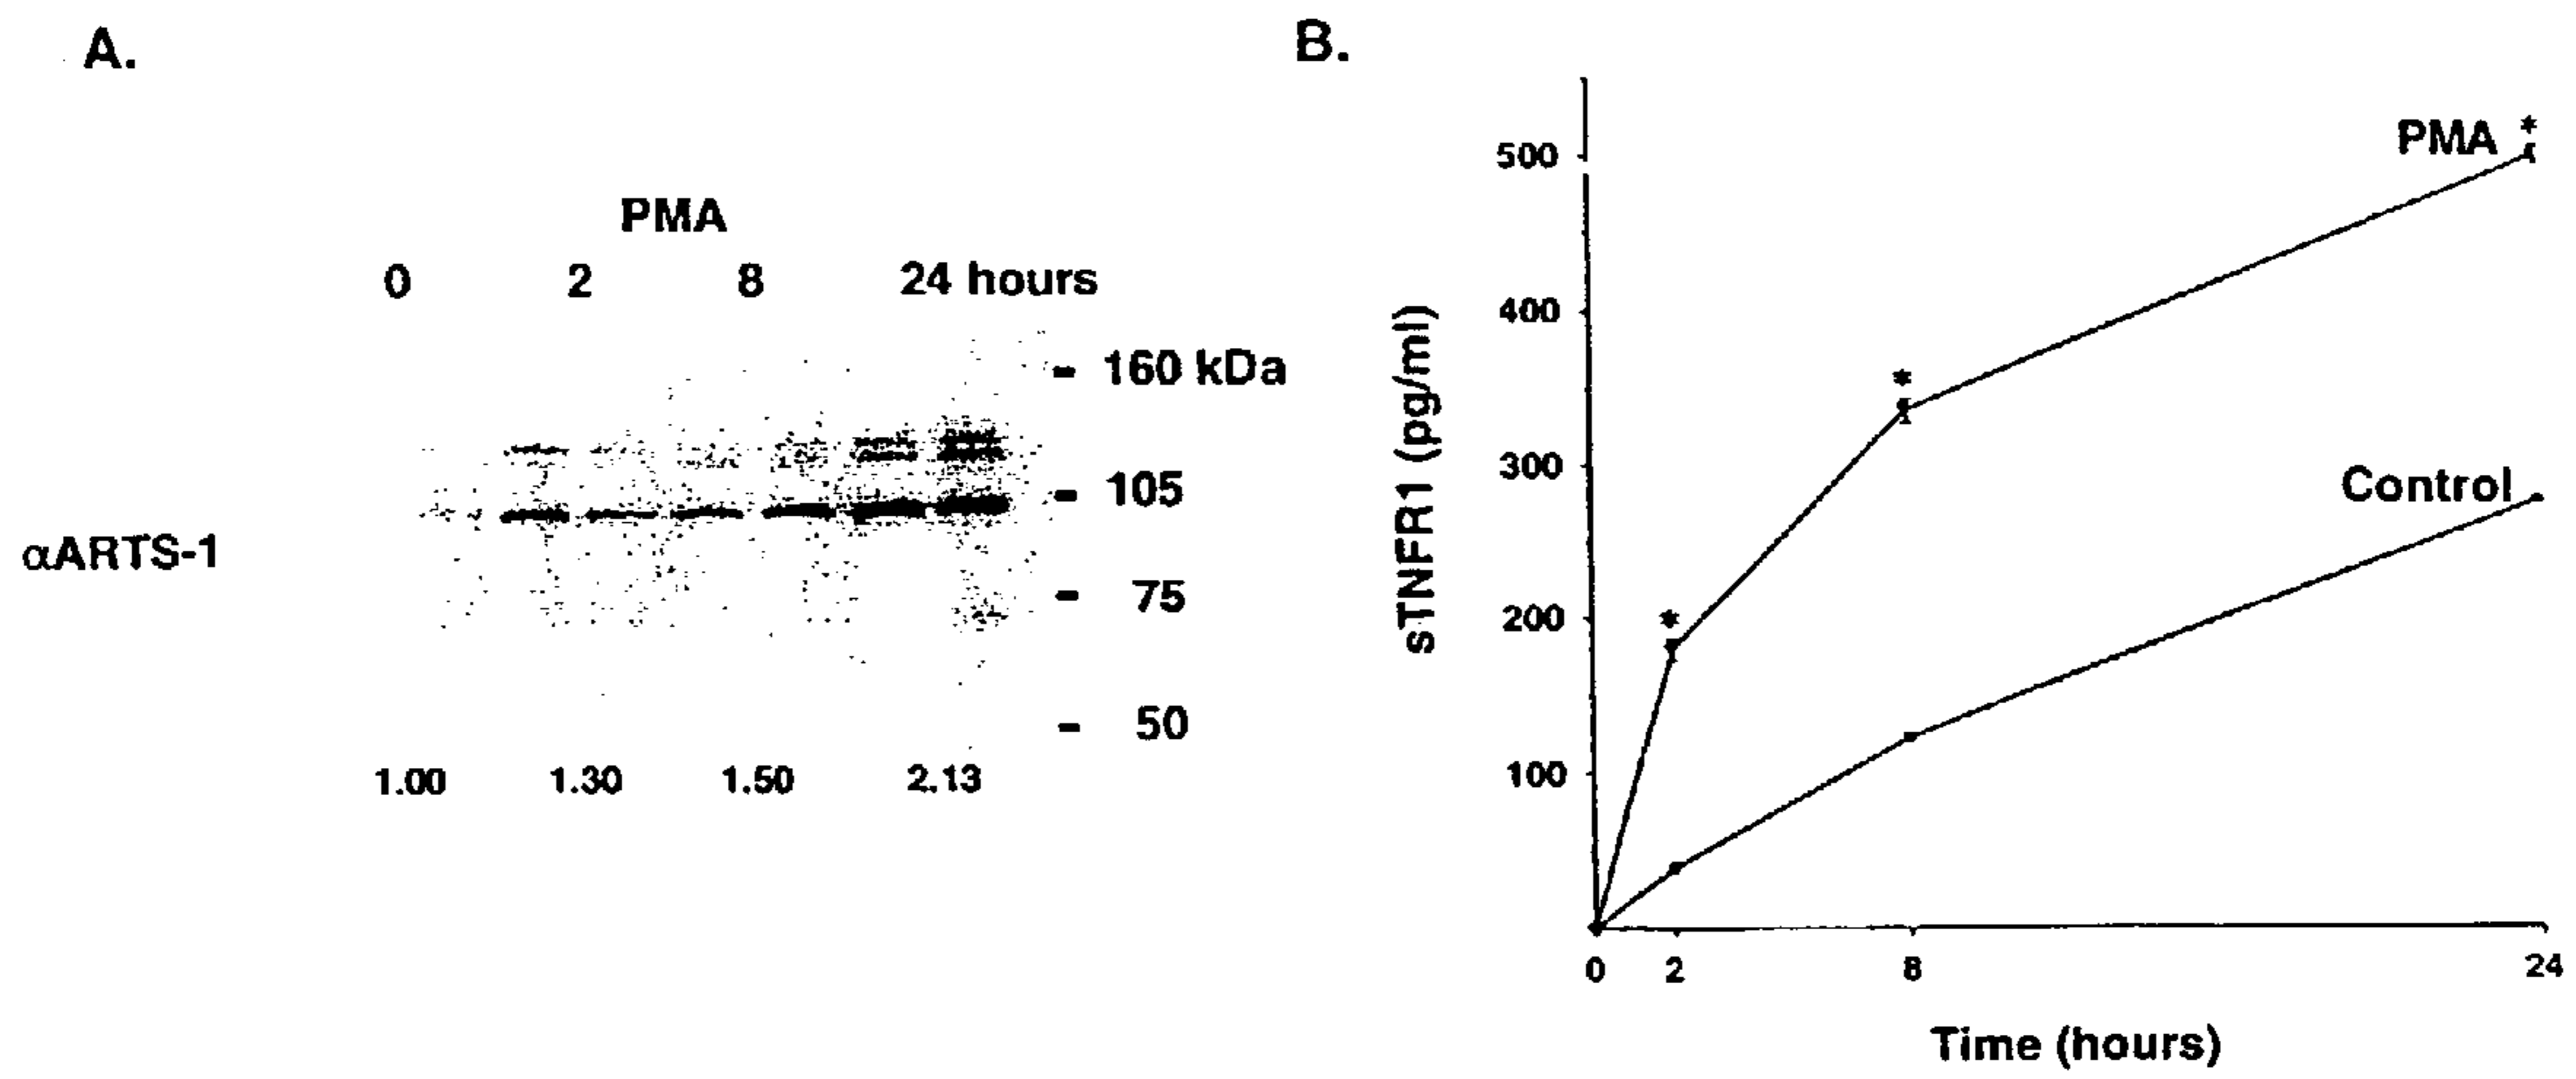 A.
PMA
0 2 8 24 hours
- 160 kDa
- 105
αARTS-1
- 75
- 50
1.00 1.30 1.50 2.13
B.
500
400
300
200
100
sTNFR1 (pg/ml)
PMA *
*
*
Control
0 2 8 24
Time (hours)